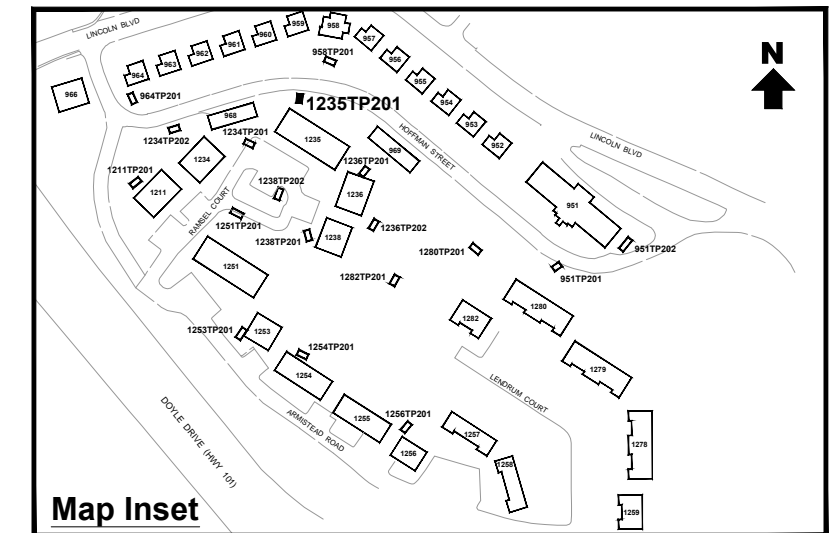 LINCOLN BLVD
959
958
960
957
961
962
956
963
964
955
966
964TP201
958TP201
954
1235TP201
N
968
953
1234TP202
1234TP201
1235
952
LINCOLN BLVD
HOFFMAN STREET
969
1234
1211TP201
1236TP201
1211
1238TP202
1236
951
RAMSEL COURT
1251TP201
1236TP202
1238TP201
1238
1280TP201
951TP202
1251
1282TP201
951TP201
1280
1282
1253TP201
1253
1254TP201
1279
1254
LENDRUM COURT
DOYLE DRIVE (HWY 101)
ARMISTEAD ROAD
1255
1256TP201
1257
1278
1256
1258
Map Inset
1259